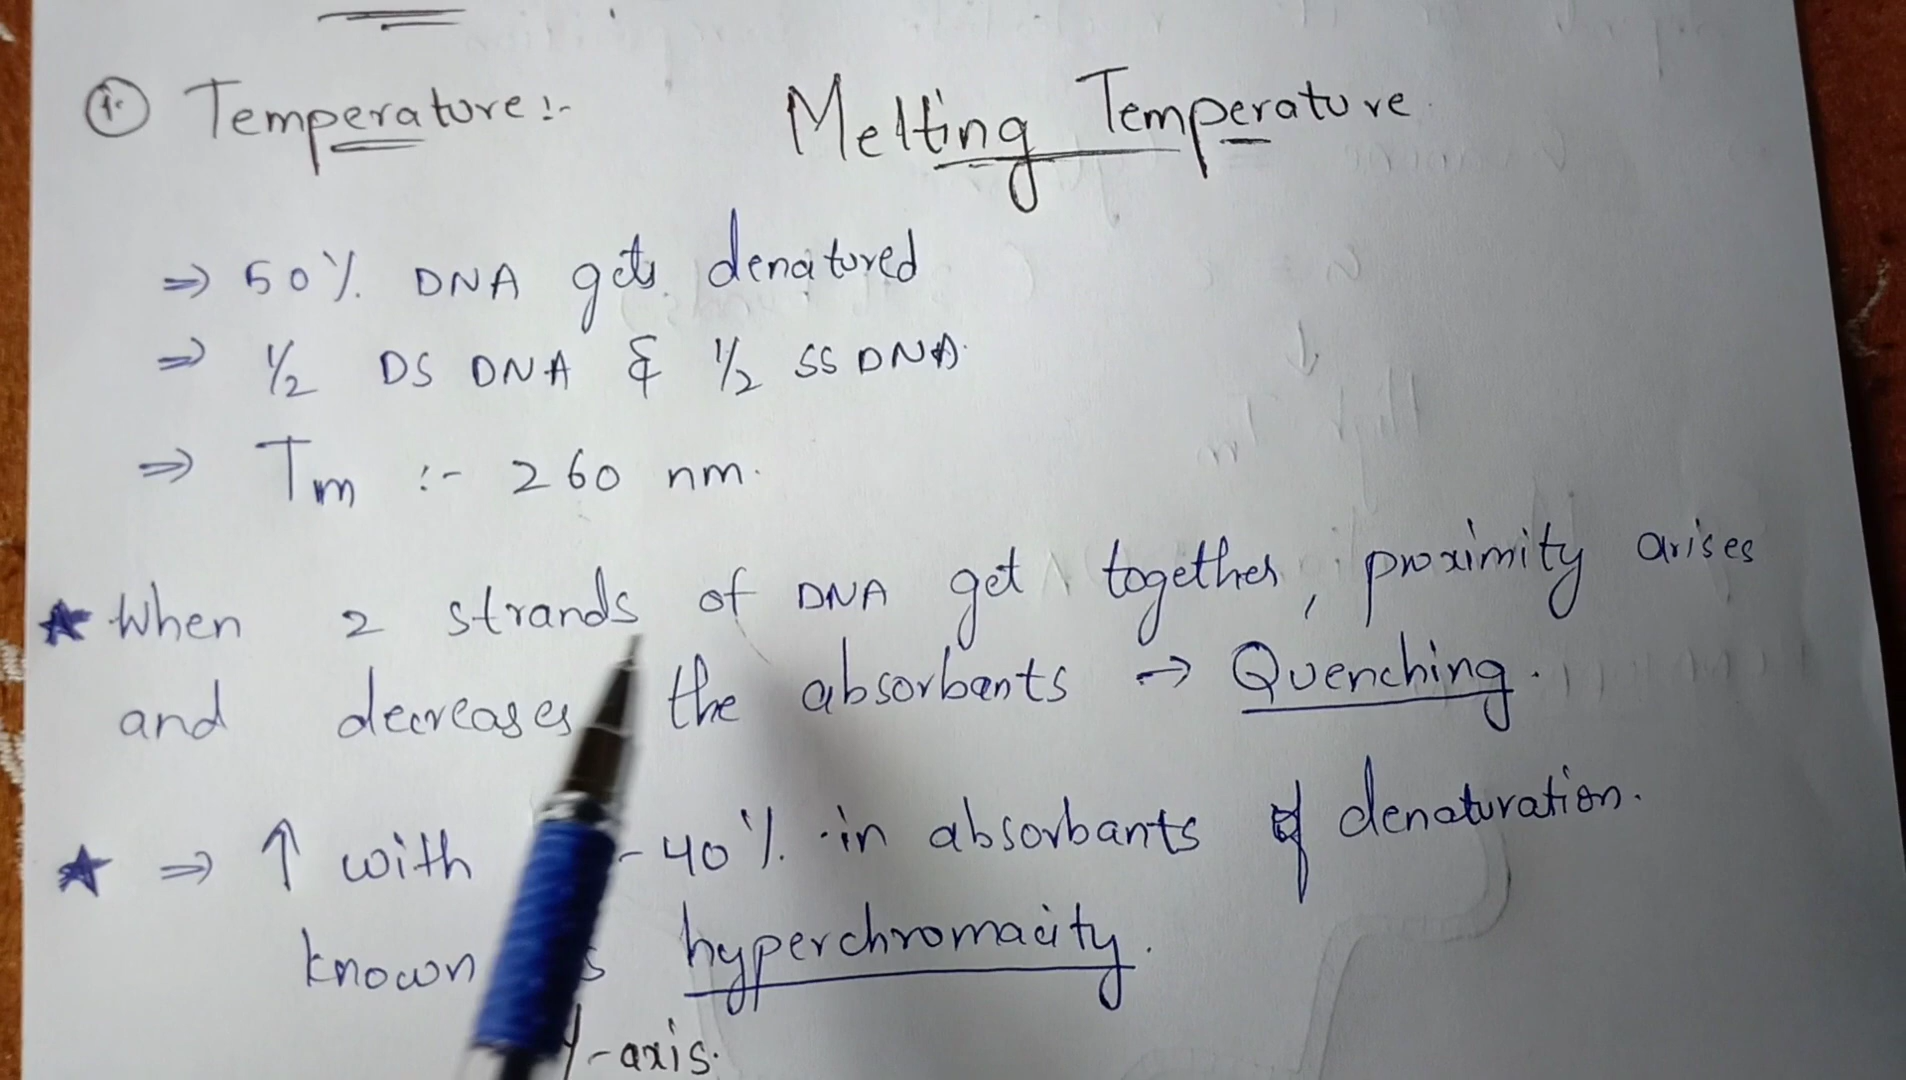 1. Temperature :- Melting Temperature
⇒ 50% DNA gets denatured
⇒ 1/2 DS DNA & 1/2 SS DNA.
⇒ Tm :- 260 nm.
★ When 2 strands of DNA get together, proximity arises
and decreases the absorbants → Quenching.
★ ⇒ ↑ with -40% in absorbants of denaturation.
known hyperchromacity.
Y-axis.